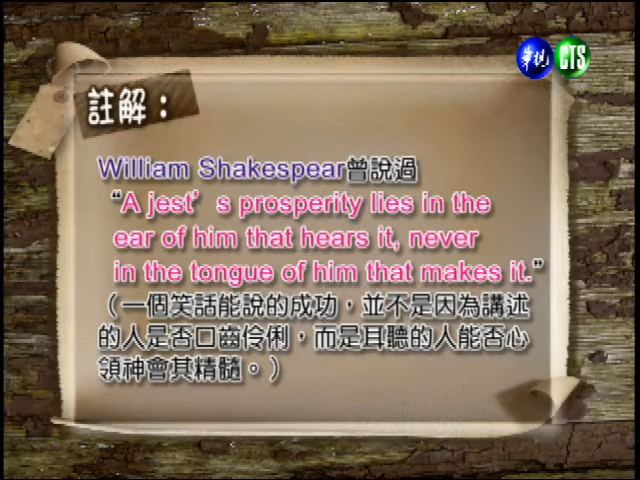 華視 CTS
註解：
William Shakespear曾說過
“A jest’s prosperity lies in the
ear of him that hears it, never
in the tongue of him that makes it.”
（一個笑話能說的成功，並不是因為講述
的人是否口齒伶俐，而是耳聽的人能否心
領神會其精髓。）